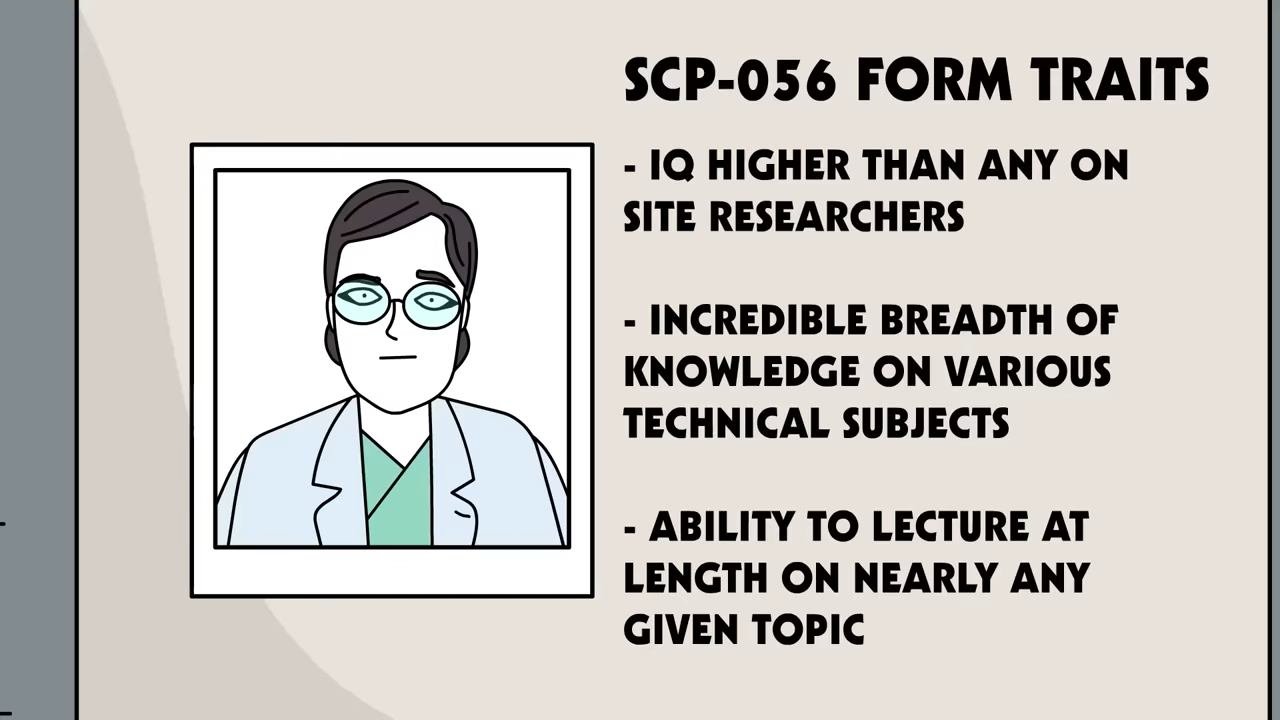 SCP-056 FORM TRAITS
- IQ HIGHER THAN ANY ON
SITE RESEARCHERS
- INCREDIBLE BREADTH OF
KNOWLEDGE ON VARIOUS
TECHNICAL SUBJECTS
- ABILITY TO LECTURE AT
LENGTH ON NEARLY ANY
GIVEN TOPIC